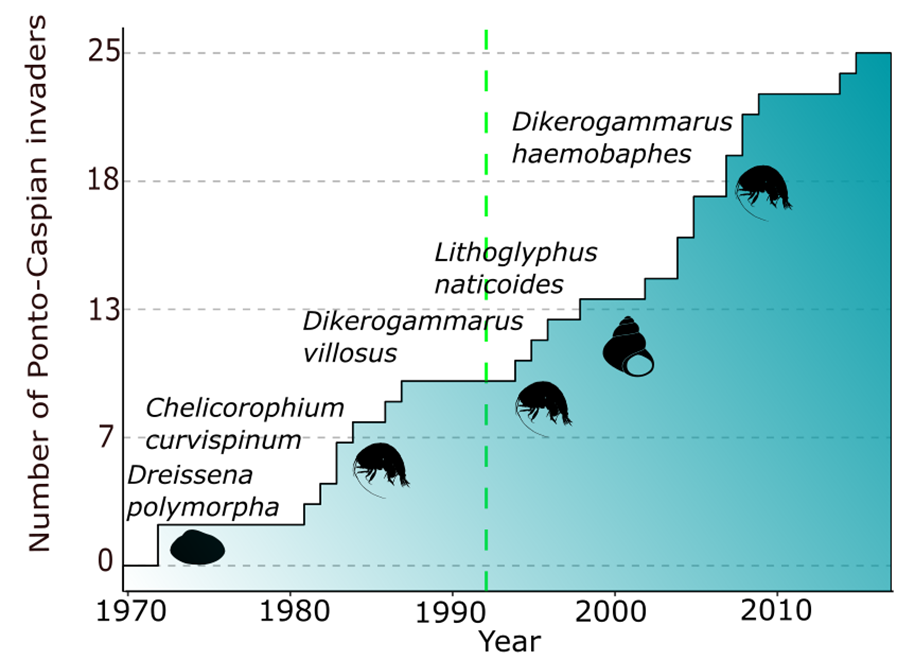 Number of Ponto-Caspian invaders
25
18
13
7
0
Dikerogammarus
haemobaphes
Lithoglyphus
naticoides
Dikerogammarus
villosus
Chelicorophium
curvispinum
Dreissena
polymorpha
1970 1980 1990 2000 2010
Year